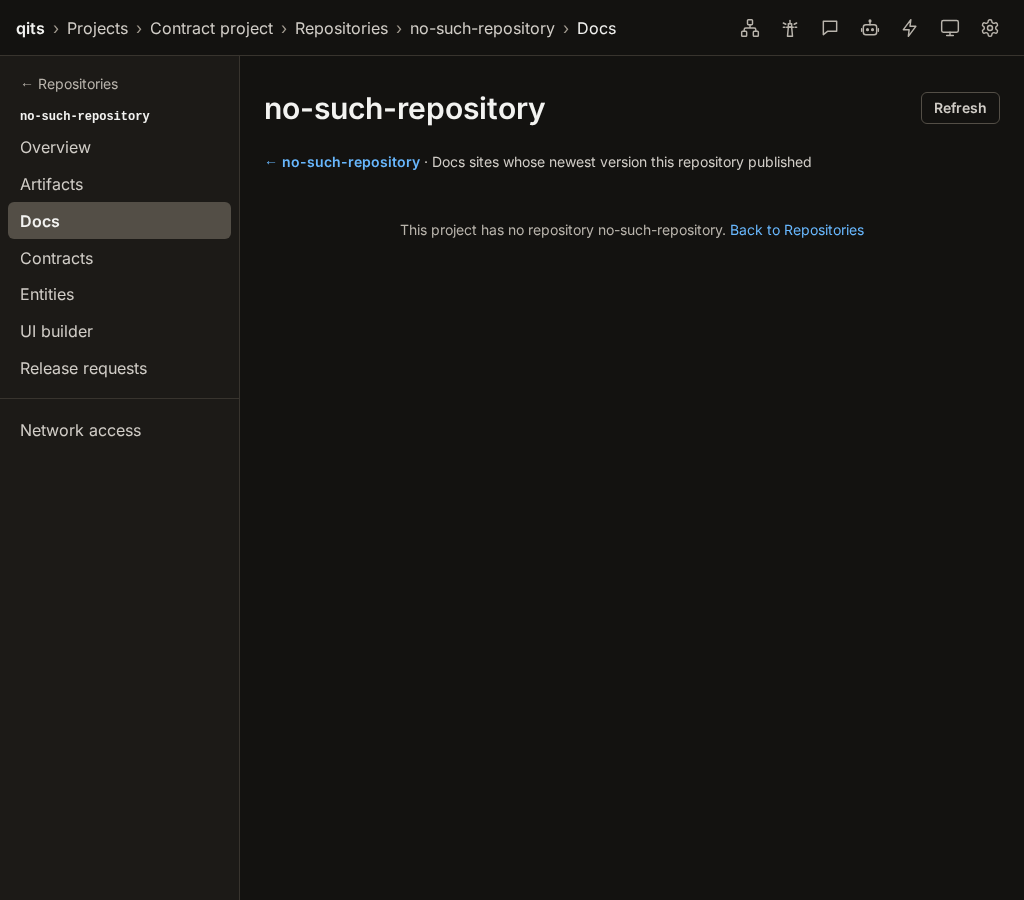 qits › Projects › Contract project › Repositories › no-such-repository › Docs
← Repositories
no-such-repository
Overview
Artifacts
Docs
Contracts
Entities
UI builder
Release requests
Network access
no-such-repository
Refresh
← no-such-repository · Docs sites whose newest version this repository published
This project has no repository no-such-repository. Back to Repositories